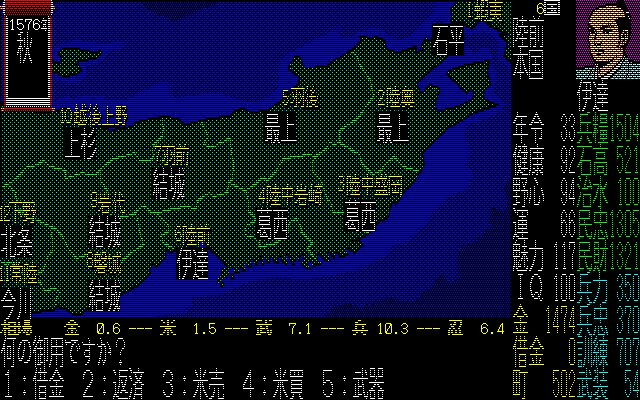 1576年
秋
1蝦夷
石平
5羽後
最上
2陸奥
最上
10越後上野
上杉
7羽前
結城
9岩代
結城
4陸中岩崎
葛西
3陸中盛岡
葛西
12下野
北条
6陸前
伊達
8磐城
結城
11常陸
今川
6国
陸前
本国
伊達
年令 33
健康 92
野心 94
運 66
魅力 117
IQ 100
金 1474
借金 0
町 502
兵糧 1504
石高 521
治水 100
民忠 1305
民財 1321
兵力 350
兵忠 370
訓練 707
武装 54
相場 金 0.6 --- 米 1.5 --- 武 7.1 --- 兵 10.3 --- 忍 6.4
何の御用ですか?
1:借金 2:返済 3:米売 4:米買 5:武器